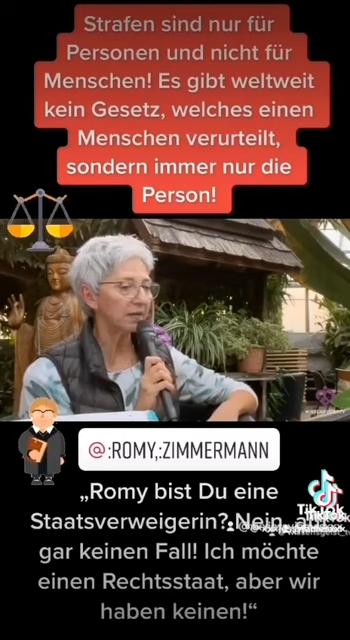 Strafen sind nur für
Personen und nicht für
Menschen! Es gibt weltweit
kein Gesetz, welches einen
Menschen verurteilt,
sondern immer nur die
Person!
@:ROMY,:ZIMMERMANN
„Romy bist Du eine
Staatsverweigerin? Nein, auf
gar keinen Fall! Ich möchte
einen Rechtsstaat, aber wir
haben keinen!“
TikTok